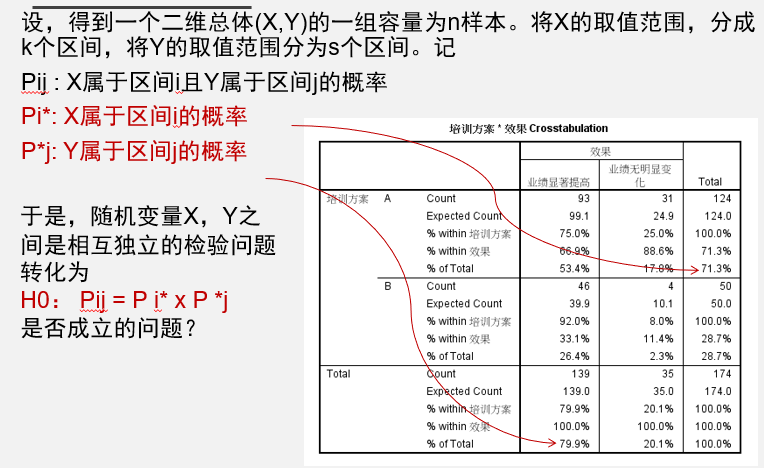 设，得到一个二维总体(X,Y)的一组容量为n样本。将X的取值范围，分成
k个区间，将Y的取值范围分为s个区间。记
Pij : X属于区间i且Y属于区间j的概率
Pi*: X属于区间i的概率
P*j: Y属于区间j的概率
于是，随机变量X，Y之
间是相互独立的检验问题
转化为
H0： Pij = P i* x P *j
是否成立的问题？
培训方案 * 效果 Crosstabulation
效果
业绩显著提高 业绩无明显变化 Total
培训方案 A Count 93 31 124
Expected Count 99.1 24.9 124.0
% within 培训方案 75.0% 25.0% 100.0%
% within 效果 66.9% 88.6% 71.3%
% of Total 53.4% 17.8% 71.3%
B Count 46 4 50
Expected Count 39.9 10.1 50.0
% within 培训方案 92.0% 8.0% 100.0%
% within 效果 33.1% 11.4% 28.7%
% of Total 26.4% 2.3% 28.7%
Total Count 139 35 174
Expected Count 139.0 35.0 174.0
% within 培训方案 79.9% 20.1% 100.0%
% within 效果 100.0% 100.0% 100.0%
% of Total 79.9% 20.1% 100.0%